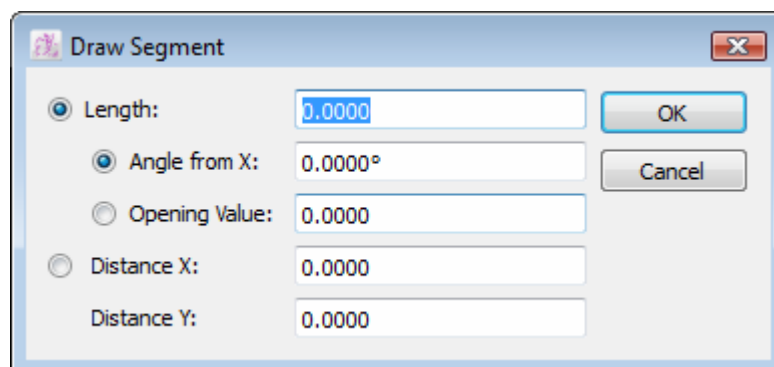 Draw Segment
Length: 0.0000 OK
Angle from X: 0.0000° Cancel
Opening Value: 0.0000
Distance X: 0.0000
Distance Y: 0.0000